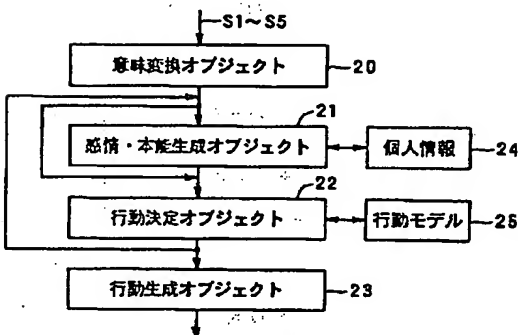 S1～S5
意味変換オブジェクト
20
21
感情・本能生成オブジェクト
個人情報
24
22
行動決定オブジェクト
行動モデル
25
行動生成オブジェクト
23